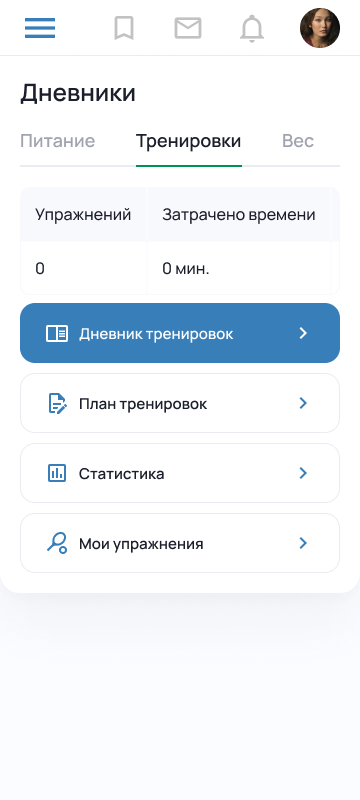 Дневники
Питание Тренировки Вес
Упражнений Затрачено времени
0 0 мин.
Дневник тренировок
План тренировок
Статистика
Мои упражнения